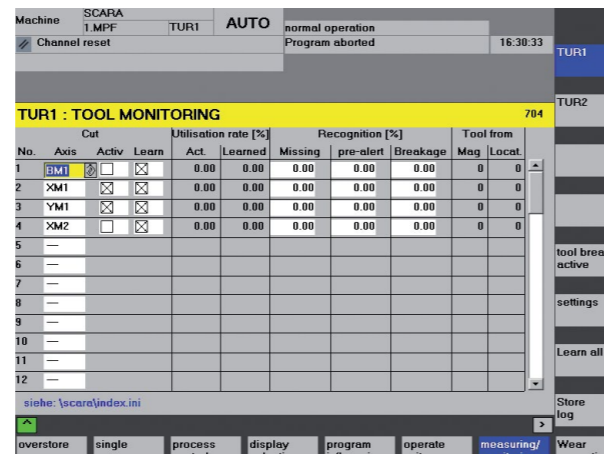 Machine SCARA
1.MPF TUR1 AUTO normal operation
Channel reset Program aborted 16:30:33
TUR1
TUR2
TUR1 : TOOL MONITORING 704
Cut Utilisation rate [%] Recognition [%] Tool from
No. Axis Activ Learn Act. Learned Missing pre-alert Breakage Mag Locat.
1 BM1 0.00 0.00 0.00 0.00 0.00 0 0
2 XM1 0.00 0.00 0.00 0.00 0.00 0 0
3 YM1 0.00 0.00 0.00 0.00 0.00 0 0
4 XM2 0.00 0.00 0.00 0.00 0.00 0 0
5 —
6 —
7 —
8 —
9 —
10 —
11 —
12 —
tool brea
active
settings
Learn all
Store
log
siehe: \scara\index.ini
overstore single process display program operate measuring/ Wear